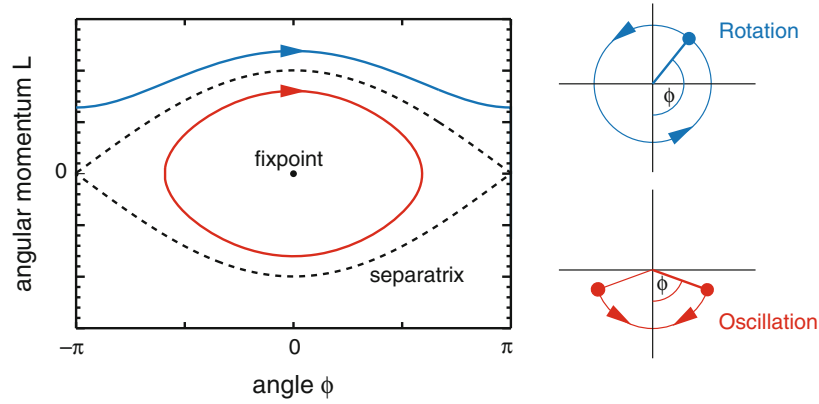 angular momentum L
0
fixpoint
separatrix
−π
0
π
angle ϕ
Rotation
ϕ
ϕ
Oscillation